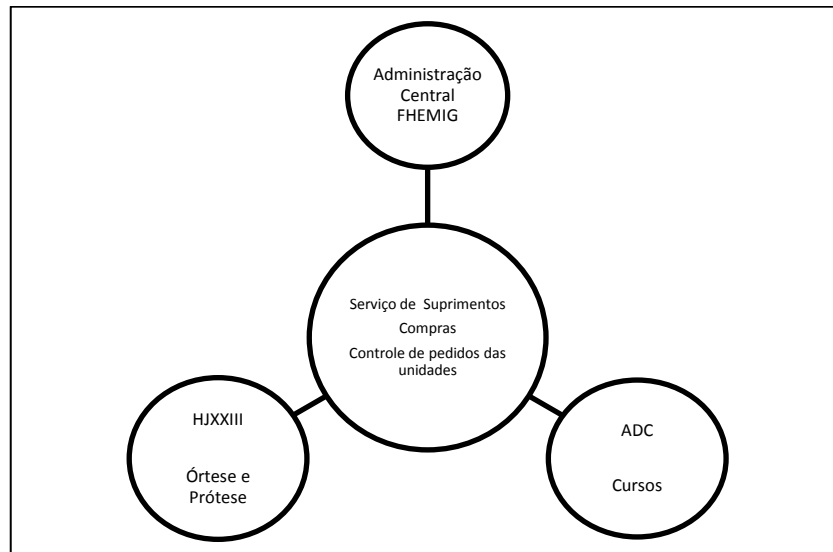 Administração
Central
FHEMIG
Serviço de Suprimentos
Compras
Controle de pedidos das
unidades
HJXXIII
Órtese e
Prótese
ADC
Cursos